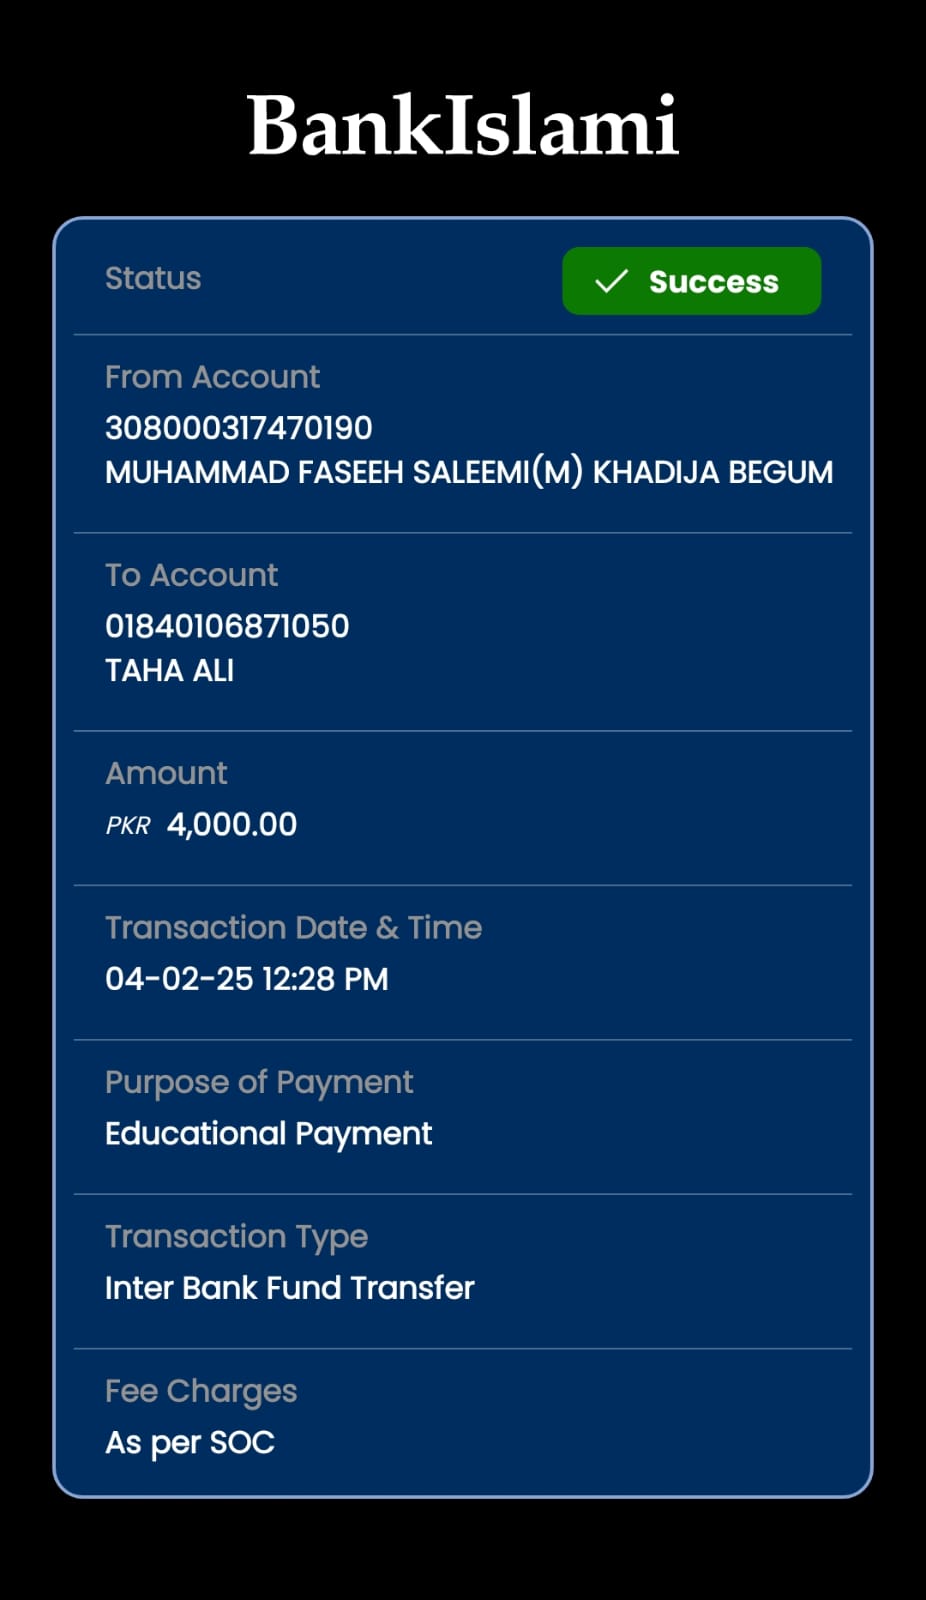 BankIslami
Status
Success
From Account
308000317470190
MUHAMMAD FASEEH SALEEMI(M) KHADIJA BEGUM
To Account
01840106871050
TAHA ALI
Amount
PKR 4,000.00
Transaction Date & Time
04-02-25 12:28 PM
Purpose of Payment
Educational Payment
Transaction Type
Inter Bank Fund Transfer
Fee Charges
As per SOC